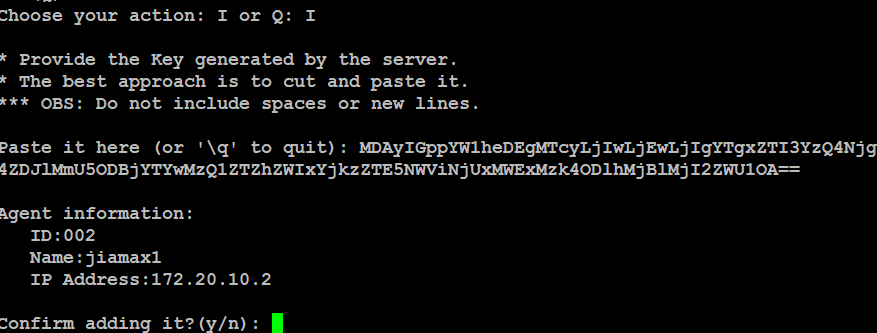 Choose your action: I or Q: I
* Provide the Key generated by the server.
* The best approach is to cut and paste it.
*** OBS: Do not include spaces or new lines.
Paste it here (or '\q' to quit): MDAyIGppYW1heDEgMTcyLjIwLjEwLjIgYTgxZTI3YzQ4Njg
4ZDJlMmU5ODBjYTYwMzQ1ZTZhZWIxYjkzZTE5NWViNjUxMWExMzk4ODlhMjBlMjI2ZWU1OA==
Agent information:
ID:002
Name:jiamax1
IP Address:172.20.10.2
Confirm adding it?(y/n):